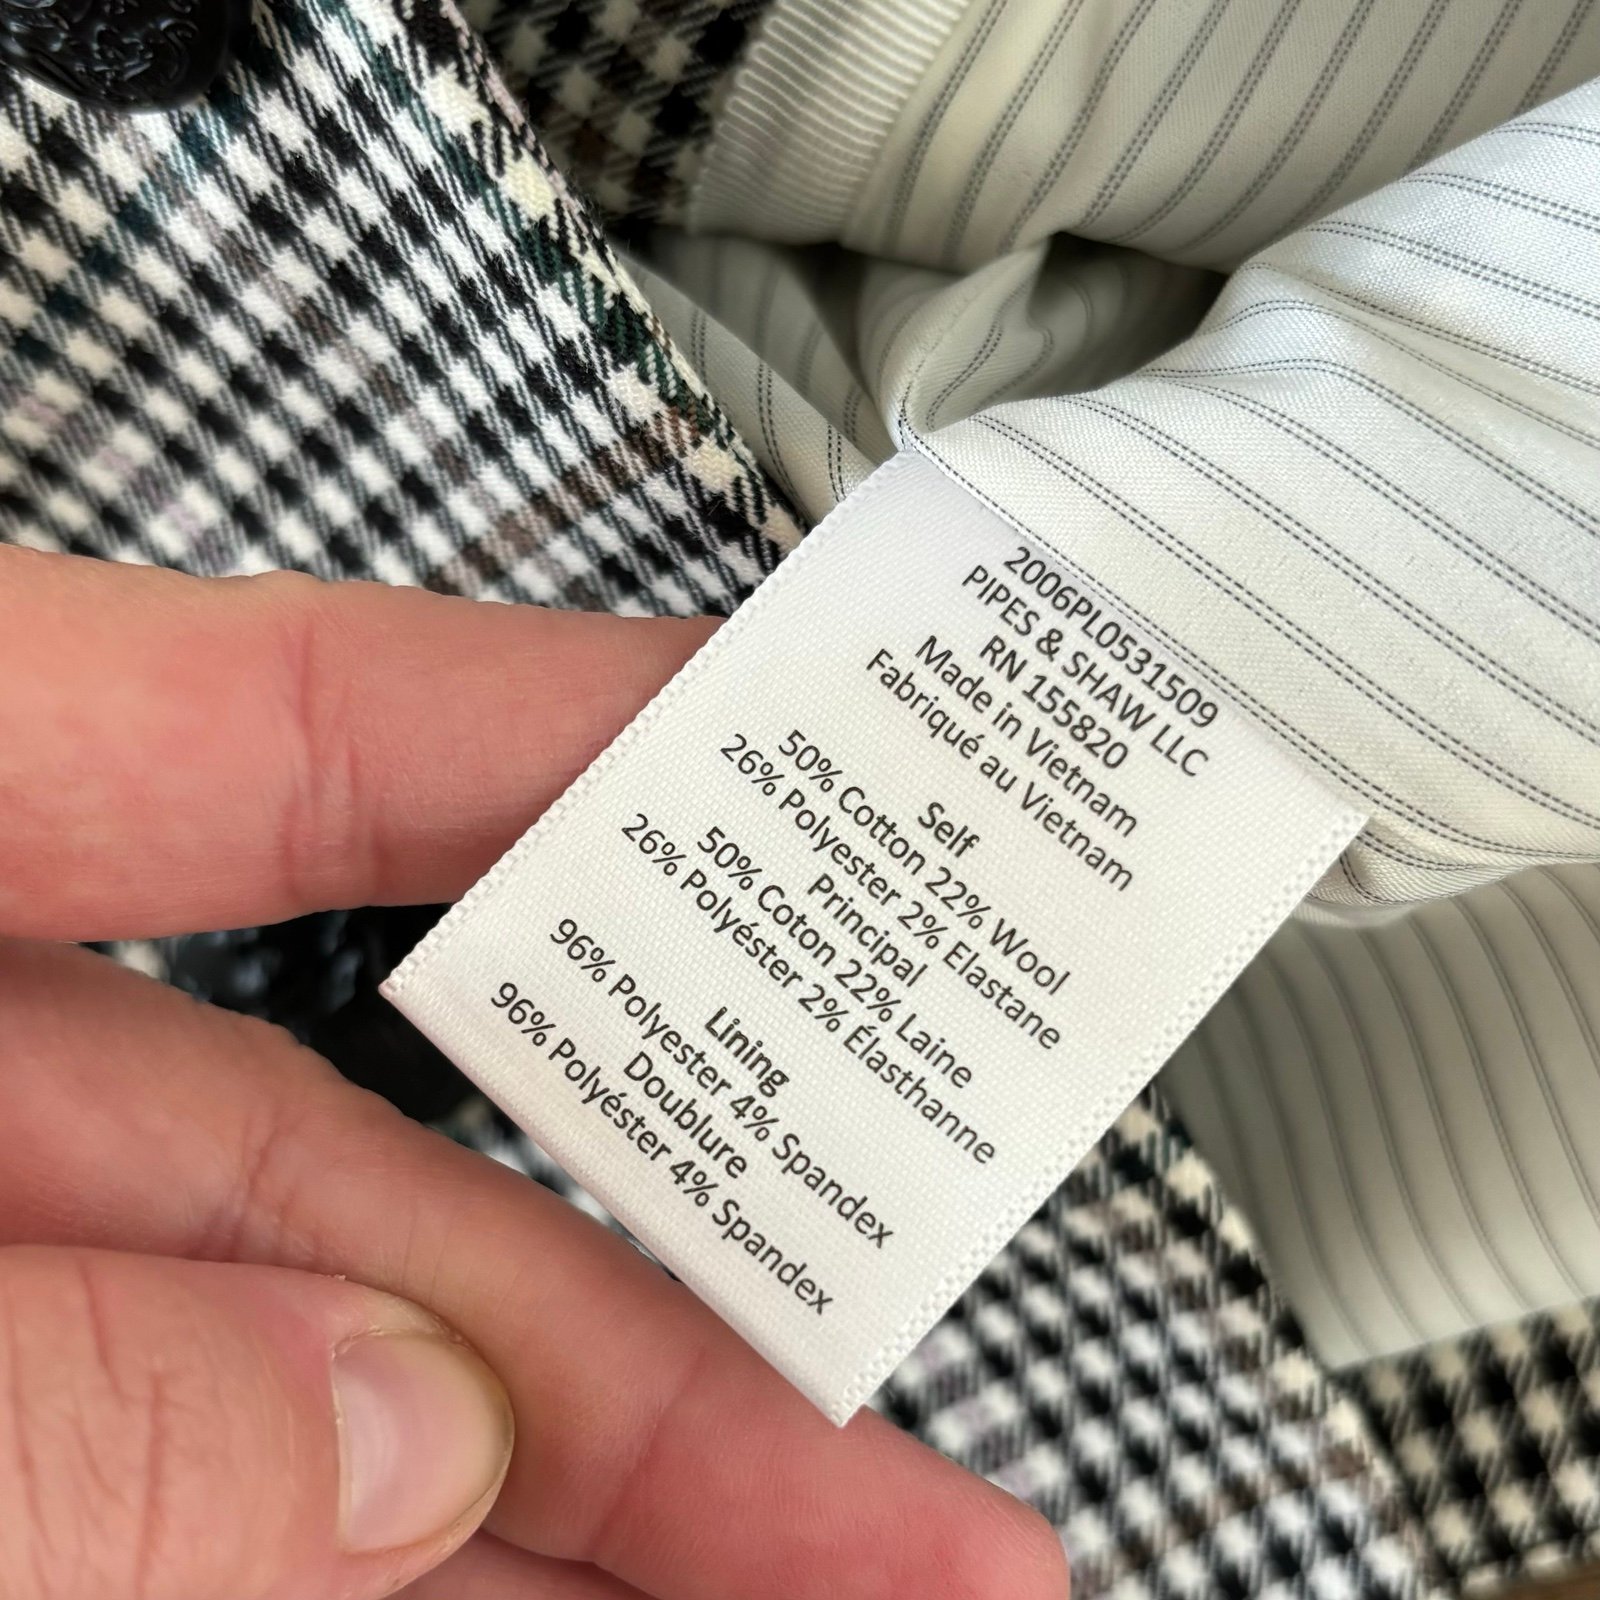 2006PL0531509
PIPES & SHAW LLC
RN 155820
Made in Vietnam
Fabriqué au Vietnam
Self
50% Cotton 22% Wool
26% Polyester 2% Elastane
Principal
50% Coton 22% Laine
26% Polyéster 2% Élasthanne
Lining
96% Polyester 4% Spandex
Doublure
96% Polyéster 4% Spandex